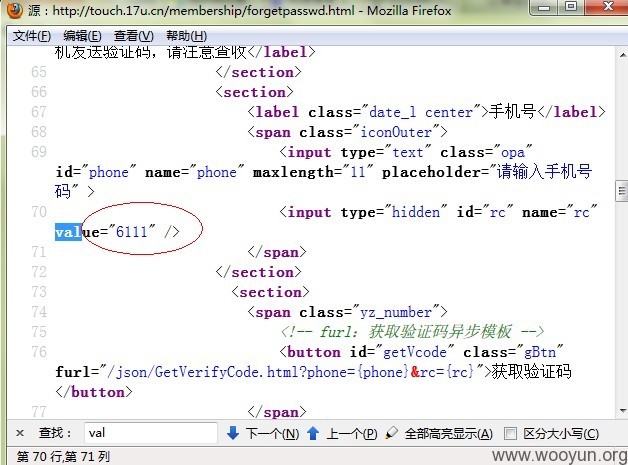 源：http://touch.17u.cn/membership/forgetpasswd.html - Mozilla Firefox
文件(F) 编辑(E) 查看(V) 帮助(H)
机发送验证码，请注意查收</label>
65 </section>
66 <section>
67 <label class="date_l center">手机号</label>
68 <span class="iconOuter">
69 <input type="text" class="opa"
id="phone" name="phone" maxlength="11" placeholder="请输入手机号
码" >
70 <input type="hidden" id="rc" name="rc"
value="6111" />
71 </span>
72 </section>
73 <section>
74 <span class="yz_number">
75 <!-- furl：获取验证码异步模板 -->
76 <button id="getVcode" class="gBtn"
furl="/json/GetVerifyCode.html?phone={phone}&rc={rc}">获取验证码
</button>
77 </span>
× 查找： val 下一个(N) 上一个(P) 全部高亮显示(A) 区分大小写(C)
第 70 行,第 71 列
www.wooyun.org